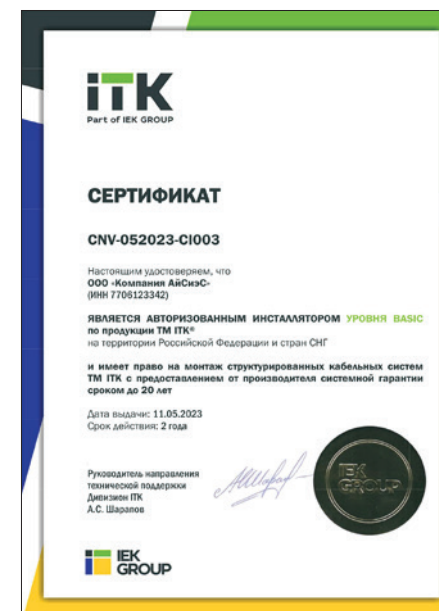 iTK
Part of IEK GROUP
СЕРТИФИКАТ
CNV-052023-CI003
Настоящим удостоверяем, что
ООО «Компания АйСиэС»
(ИНН 7706123342)
ЯВЛЯЕТСЯ АВТОРИЗОВАННЫМ ИНСТАЛЛЯТОРОМ УРОВНЯ BASIC
по продукции ТМ ITK®
на территории Российской Федерации и стран СНГ
и имеет право на монтаж структурированных кабельных систем
ТМ ITK с предоставлением от производителя системной гарантии
сроком до 20 лет
Дата выдачи: 11.05.2023
Срок действия: 2 года
Руководитель направления
технической поддержки
Дивизион ITK
А.С. Шарапов
IEK
GROUP
IEK
GROUP